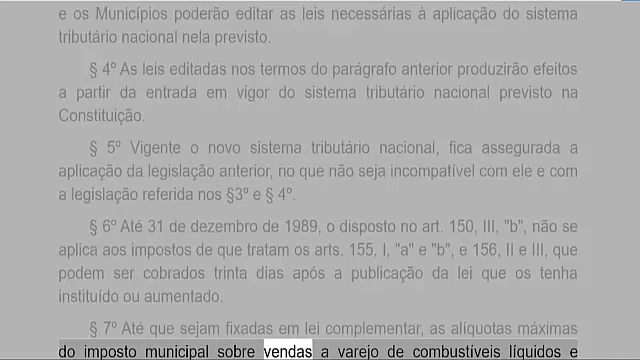 e os Municípios poderão editar as leis necessárias à aplicação do sistema
tributário nacional nela previsto.
§ 4º As leis editadas nos termos do parágrafo anterior produzirão efeitos
a partir da entrada em vigor do sistema tributário nacional previsto na
Constituição.
§ 5º Vigente o novo sistema tributário nacional, fica assegurada a
aplicação da legislação anterior, no que não seja incompatível com ele e com
a legislação referida nos §3º e § 4º.
§ 6º Até 31 de dezembro de 1989, o disposto no art. 150, III, "b", não se
aplica aos impostos de que tratam os arts. 155, I, "a" e "b", e 156, II e III, que
podem ser cobrados trinta dias após a publicação da lei que os tenha
instituído ou aumentado.
§ 7º Até que sejam fixadas em lei complementar, as alíquotas máximas
do imposto municipal sobre vendas a varejo de combustíveis líquidos e